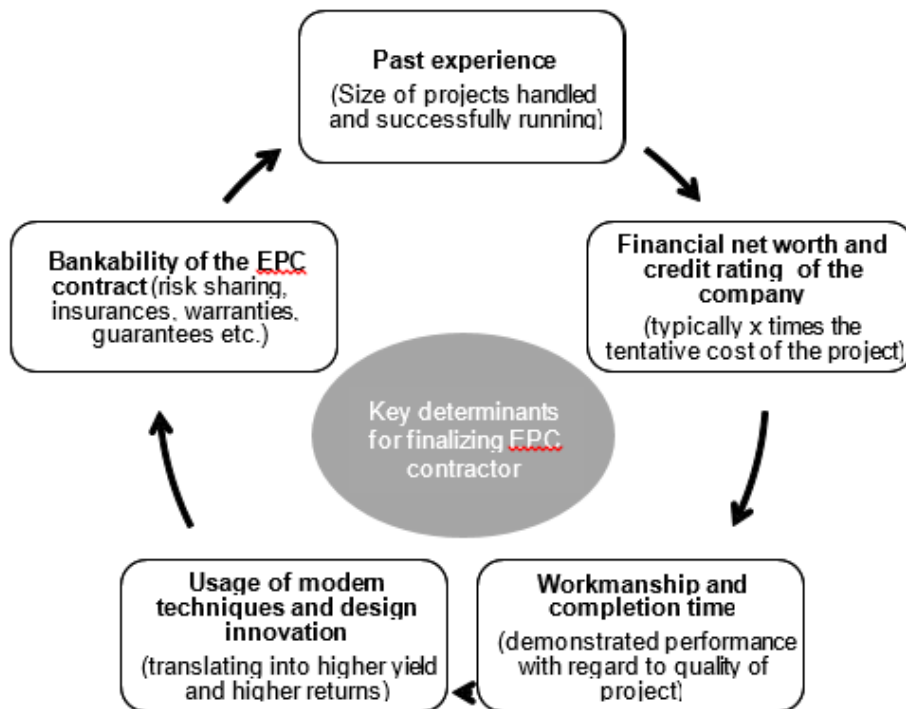 Past experience
(Size of projects handled
and successfully running)
Financial net worth and
credit rating of the
company
(typically x times the
tentative cost of the project)
Workmanship and
completion time
(demonstrated performance
with regard to quality of
project)
Usage of modern
techniques and design
innovation
(translating into higher yield
and higher returns)
Bankability of the EPC
contract (risk sharing,
insurances, warranties,
guarantees etc.)
Key determinants
for finalizing EPC
contractor